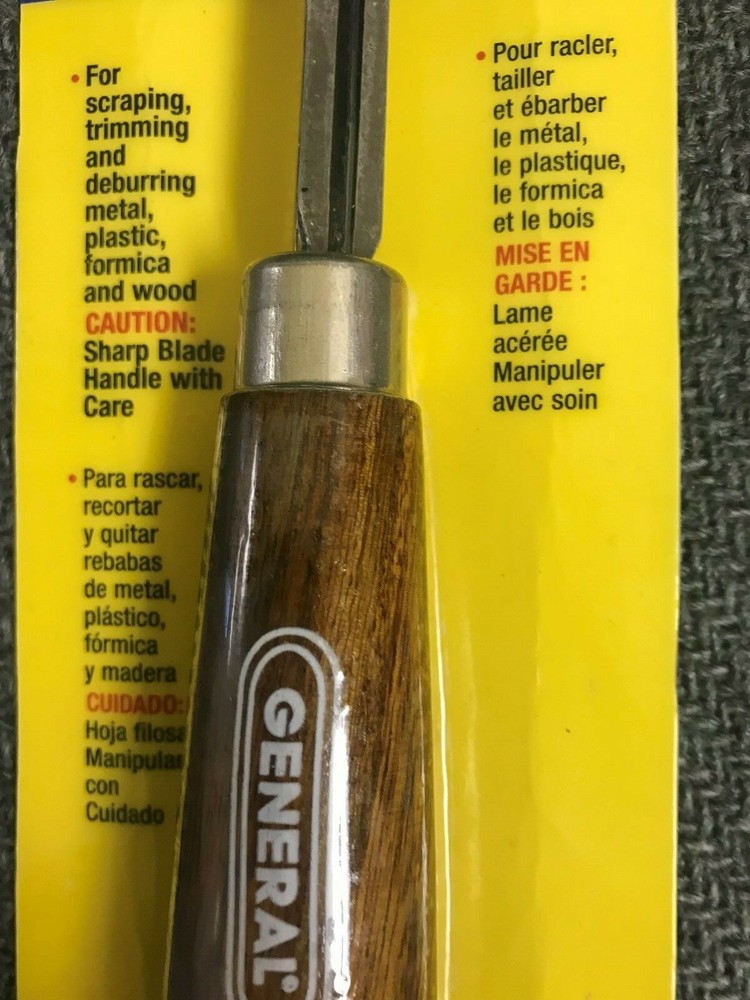 • For
scraping,
trimming
and
deburring
metal,
plastic,
formica
and wood
CAUTION:
Sharp Blade
Handle with
Care
• Para rascar,
recortar
y quitar
rebabas
de metal,
plástico,
fórmica
y madera
CUIDADO:
Hoja filosa
Manipular
con
Cuidado
• Pour racler,
tailler
et ébarber
le métal,
le plastique,
le formica
et le bois
MISE EN
GARDE :
Lame
acérée
Manipuler
avec soin
GENERAL®